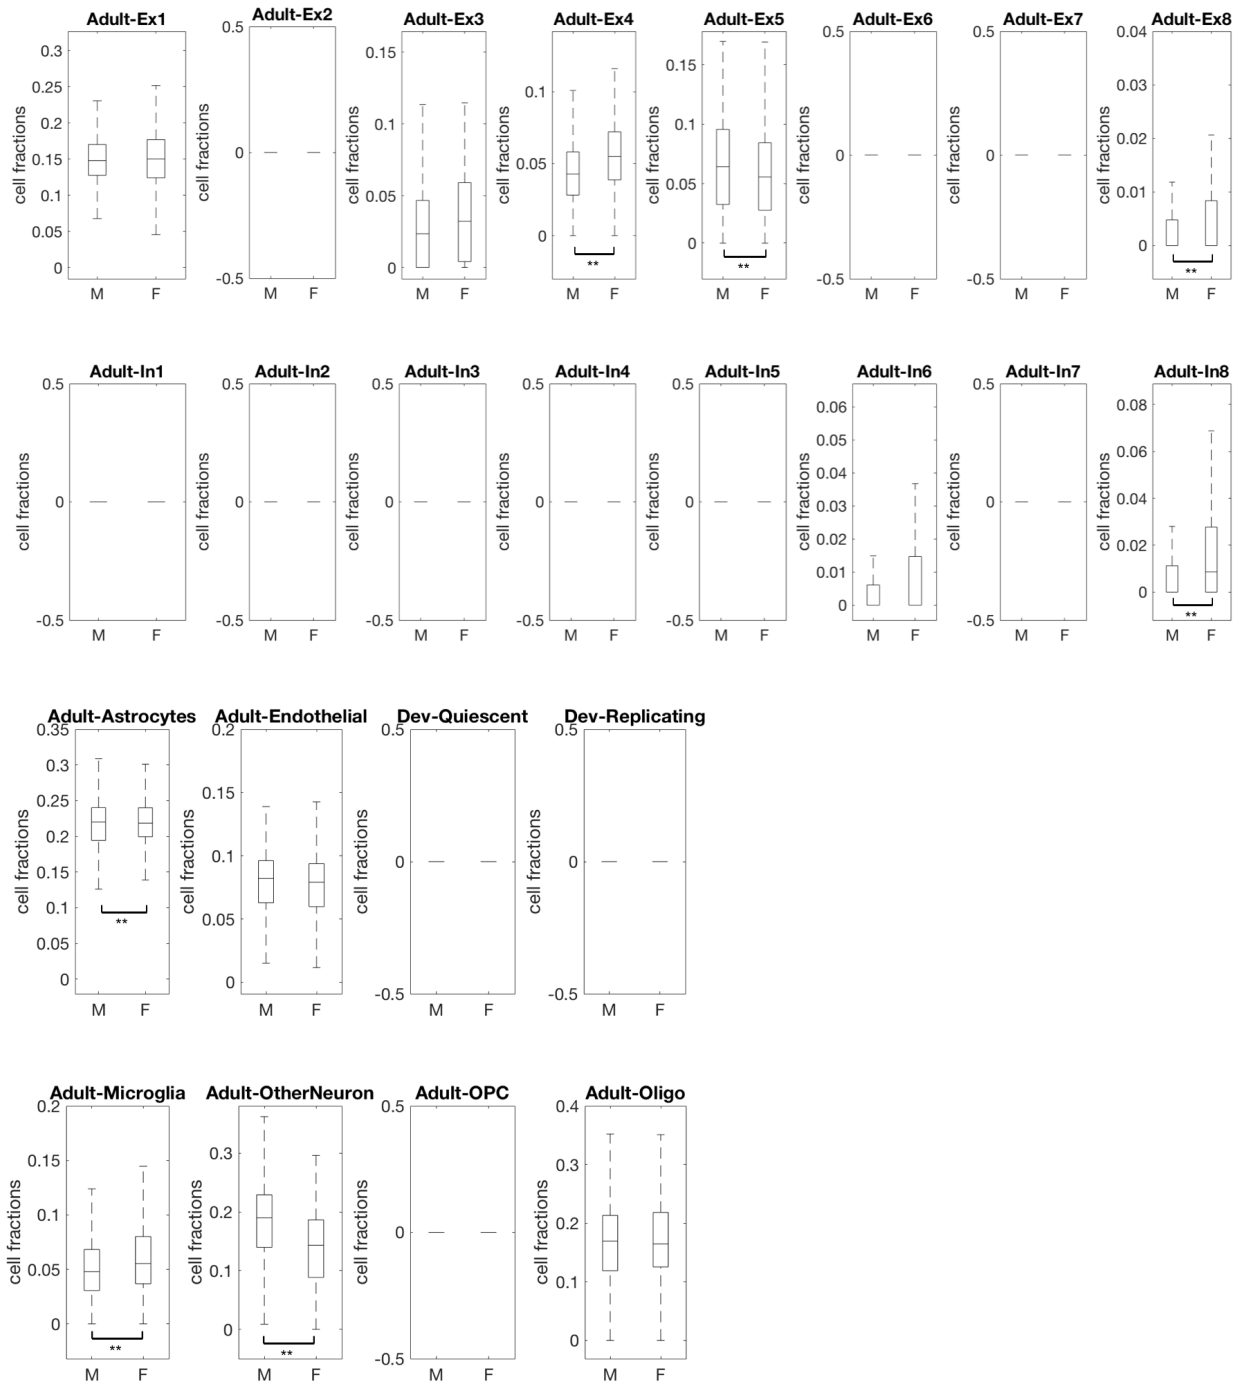 Adult-Ex1 Adult-Ex2 Adult-Ex3 Adult-Ex4 Adult-Ex5 Adult-Ex6 Adult-Ex7 Adult-Ex8
cell fractions
0.3
0.25
0.2
0.15
0.1
0.05
0
M F
cell fractions
0.5
0
-0.5
M F
cell fractions
0.15
0.1
0.05
0
M F
cell fractions
0.1
0.05
0
**
M F
cell fractions
0.15
0.1
0.05
0
**
M F
cell fractions
0.5
0
-0.5
M F
cell fractions
0.5
0
-0.5
M F
cell fractions
0.04
0.03
0.02
0.01
0
**
M F
Adult-In1 Adult-In2 Adult-In3 Adult-In4 Adult-In5 Adult-In6 Adult-In7 Adult-In8
cell fractions
0.5
0
-0.5
M F
cell fractions
0.5
0
-0.5
M F
cell fractions
0.5
0
-0.5
M F
cell fractions
0.5
0
-0.5
M F
cell fractions
0.5
0
-0.5
M F
cell fractions
0.06
0.05
0.04
0.03
0.02
0.01
0
M F
cell fractions
0.5
0
-0.5
M F
cell fractions
0.08
0.06
0.04
0.02
0
**
M F
Adult-Astrocytes Adult-Endothelial Dev-Quiescent Dev-Replicating
cell fractions
0.35
0.3
0.25
0.2
0.15
0.1
0.05
0
**
M F
cell fractions
0.2
0.15
0.1
0.05
0
M F
cell fractions
0.5
0
-0.5
M F
cell fractions
0.5
0
-0.5
M F
Adult-Microglia Adult-OtherNeuron Adult-OPC Adult-Oligo
cell fractions
0.2
0.15
0.1
0.05
0
**
M F
cell fractions
0.3
0.2
0.1
0
**
M F
cell fractions
0.5
0
-0.5
M F
cell fractions
0.4
0.3
0.2
0.1
0
M F